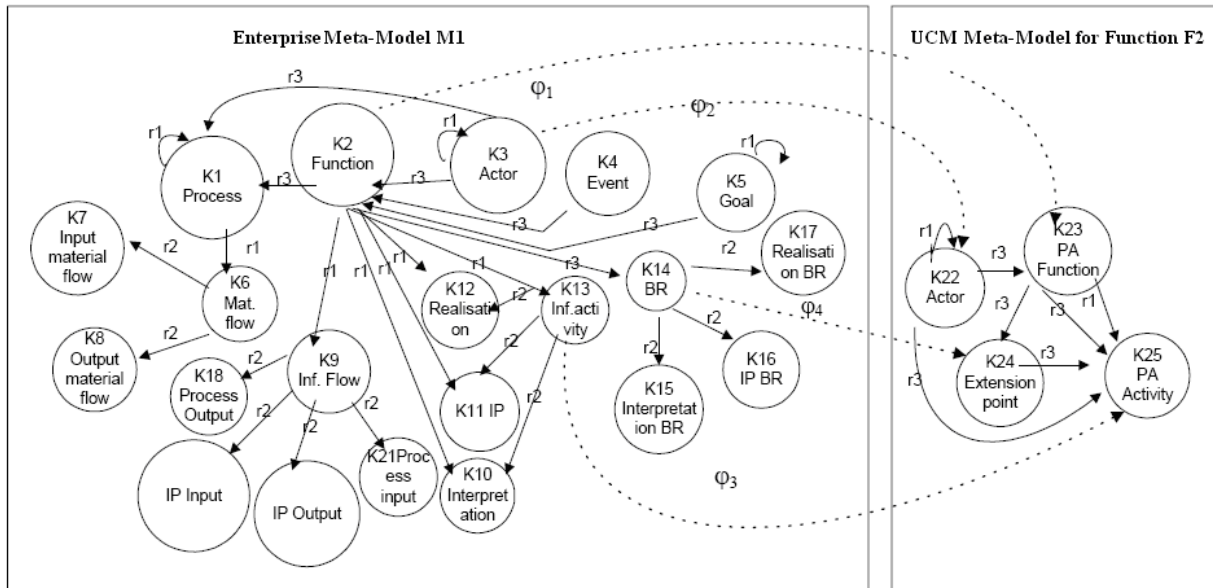 Enterprise Meta-Model M1
UCM Meta-Model for Function F2
r3
φ1
φ2
r1
K2
Function
r1
K3
Actor
K4
Event
r1
K5
Goal
K1
Process
r3
r3
r3
r3
K7
Input
material
flow
r2
r1
K6
Mat.
flow
r1
r1
r1
r1
r1
r3
K12
Realisati
on
r2
K13
Inf.activ
ity
K14
BR
r2
K17
Realisati
on BR
φ4
r2
K8
Output
material
flow
r2
K18
Process
Output
K9
Inf. Flow
r2
r2
r2
r2
r2
K11 IP
r2
K15
Interpretat
ion BR
K16
IP BR
IP Input
IP Output
K21Proc
ess
input
K10
Interpret
ation
φ3
r1
K22
Actor
r3
K23
PA
Function
r3
r3
r1
K24
Extension
point
r3
K25
PA
Activity
r3